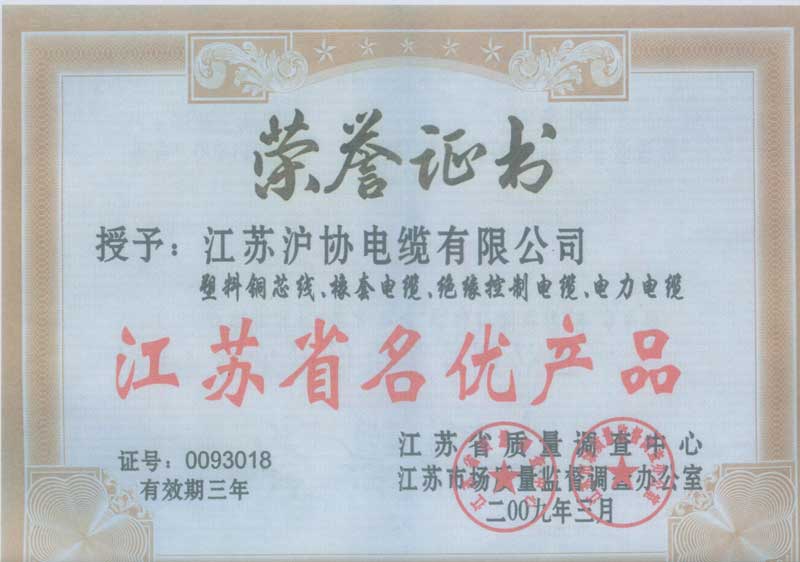 荣誉证书
授予：江苏沪协电缆有限公司
塑料铜芯线、橡套电缆、绝缘控制电缆、电力电缆
江苏省名优产品
江苏省质量调查中心
江苏市场质量监督调查办公室
二00九年三月
证号：0093018
有效期三年